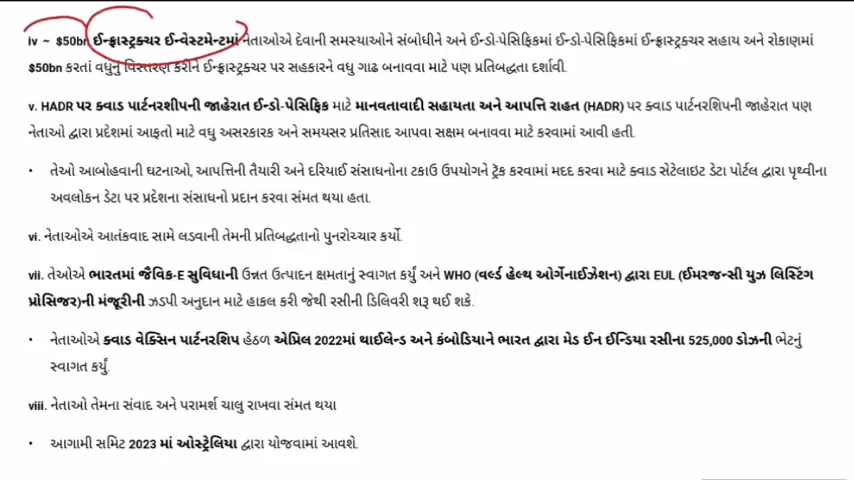 iv ~ $50bn ઈન્ફ્રાસ્ટ્રક્ચર ઈન્વેસ્ટમેન્ટમાં નેતાઓએ દેવાની સમસ્યાઓને સંબોધીને અને ઈન્ડો-પેસિફિકમાં ઈન્ડો-પેસિફિકમાં ઈન્ફ્રાસ્ટ્રક્ચર સહાય અને રોકાણમાં
$50bn કરતાં વધુનું વિસ્તરણ કરીને ઈન્ફ્રાસ્ટ્રક્ચર પર સહકારને વધુ ગાઢ બનાવવા માટે પણ પ્રતિબદ્ધતા દર્શાવી.
v. HADR પર ક્વાડ પાર્ટનરશીપની જાહેરાત ઈન્ડો-પેસિફિક માટે માનવતાવાદી સહાયતા અને આપત્તિ રાહત (HADR) પર ક્વાડ પાર્ટનરશિપની જાહેરાત પણ
નેતાઓ દ્વારા પ્રદેશમાં આફતો માટે વધુ અસરકારક અને સમયસર પ્રતિસાદ આપવા સક્ષમ બનાવવા માટે કરવામાં આવી હતી.
• તેઓ આબોહવાની ઘટનાઓ, આપત્તિની તૈયારી અને દરિયાઈ સંસાધનોના ટકાઉ ઉપયોગને ટ્રૅક કરવામાં મદદ કરવા માટે ક્વાડ સેટેલાઇટ ડેટા પોર્ટલ દ્વારા પૃથ્વીના
અવલોકન ડેટા પર પ્રદેશના સંસાધનો પ્રદાન કરવા સંમત થયા હતા.
vi. નેતાઓએ આતંકવાદ સામે લડવાની તેમની પ્રતિબદ્ધતાનો પુનરોચ્ચાર કર્યો.
vii. તેઓએ ભારતમાં જૈવિક-E સુવિધાની ઉન્નત ઉત્પાદન ક્ષમતાનું સ્વાગત કર્યું અને WHO (વર્લ્ડ હેલ્થ ઓર્ગેનાઈઝેશન) દ્વારા EUL (ઈમરજન્સી યુઝ લિસ્ટિંગ
પ્રોસિજર)ની મંજૂરીની ઝડપી અનુદાન માટે હાકલ કરી જેથી રસીની ડિલિવરી શરૂ થઈ શકે.
• નેતાઓએ ક્વાડ વેક્સિન પાર્ટનરશિપ હેઠળ એપ્રિલ 2022માં થાઈલેન્ડ અને કંબોડિયાને ભારત દ્વારા મેડ ઈન ઈન્ડિયા રસીના 525,000 ડોઝની ભેટનું
સ્વાગત કર્યું.
viii. નેતાઓ તેમના સંવાદ અને પરામર્શ ચાલુ રાખવા સંમત થયા
• આગામી સમિટ 2023 માં ઓસ્ટ્રેલિયા દ્વારા યોજવામાં આવશે.